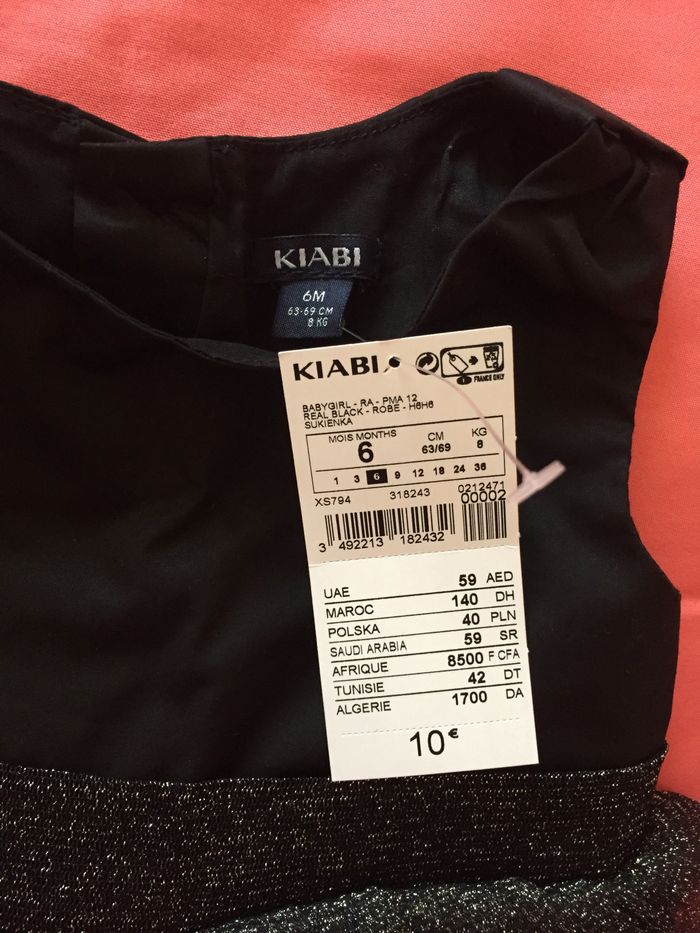 KIABI
6M
63-69 CM
8 KG
KIABI
FRANCE ONLY
BABYGIRL - RA - PMA 12
REAL BLACK - ROBE - H6H6
SUKIENKA
MOIS MONTHS CM KG
6 63/69 8
1 3 6 9 12 18 24 36
XS794 318243 0212471
00002
3 492213 182432
UAE 59 AED
MAROC 140 DH
POLSKA 40 PLN
SAUDI ARABIA 59 SR
AFRIQUE 8500 F CFA
TUNISIE 42 DT
ALGERIE 1700 DA
10€